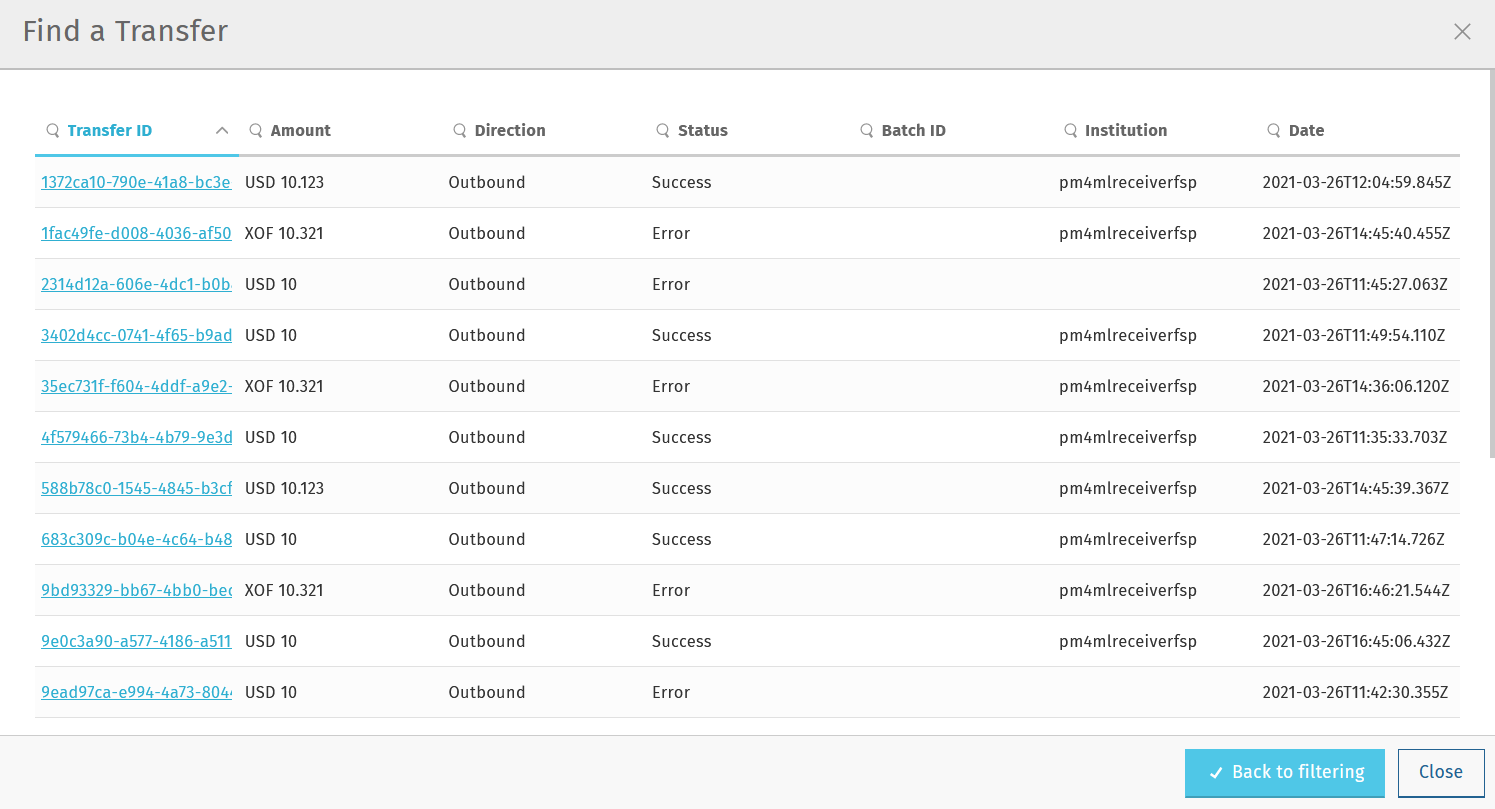 Find a Transfer
Transfer ID Amount Direction Status Batch ID Institution Date
1372ca10-790e-41a8-bc3e USD 10.123 Outbound Success pm4mlreceiverfsp 2021-03-26T12:04:59.845Z
1fac49fe-d008-4036-af50 XOF 10.321 Outbound Error pm4mlreceiverfsp 2021-03-26T14:45:40.455Z
2314d12a-606e-4dc1-b0b USD 10 Outbound Error 2021-03-26T11:45:27.063Z
3402d4cc-0741-4f65-b9ad USD 10 Outbound Success pm4mlreceiverfsp 2021-03-26T11:49:54.110Z
35ec731f-f604-4ddf-a9e2- XOF 10.321 Outbound Error pm4mlreceiverfsp 2021-03-26T14:36:06.120Z
4f579466-73b4-4b79-9e3d USD 10 Outbound Success pm4mlreceiverfsp 2021-03-26T11:35:33.703Z
588b78c0-1545-4845-b3cf USD 10.123 Outbound Success pm4mlreceiverfsp 2021-03-26T14:45:39.367Z
683c309c-b04e-4c64-b48 USD 10 Outbound Success pm4mlreceiverfsp 2021-03-26T11:47:14.726Z
9bd93329-bb67-4bb0-bec XOF 10.321 Outbound Error pm4mlreceiverfsp 2021-03-26T16:46:21.544Z
9e0c3a90-a577-4186-a511 USD 10 Outbound Success pm4mlreceiverfsp 2021-03-26T16:45:06.432Z
9ead97ca-e994-4a73-8044 USD 10 Outbound Error 2021-03-26T11:42:30.355Z
Back to filtering Close